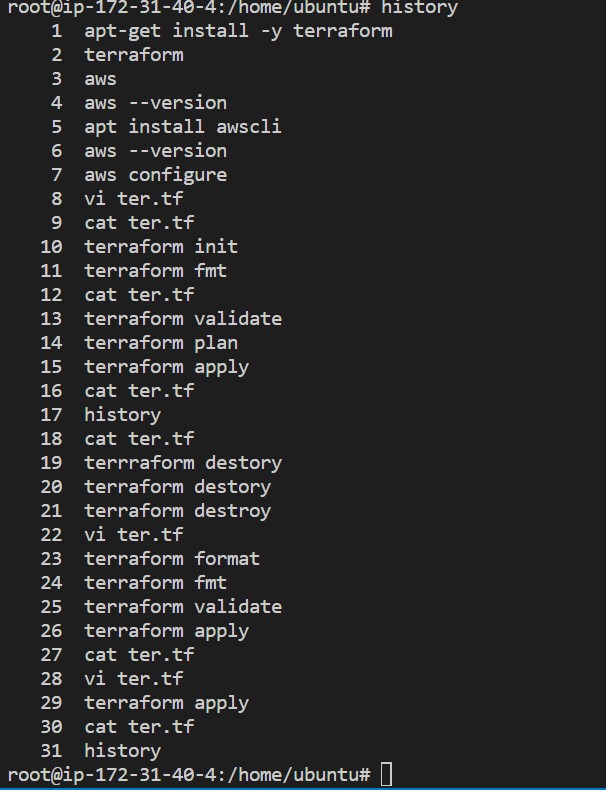 root@ip-172-31-40-4:/home/ubuntu# history
1 apt-get install -y terraform
2 terraform
3 aws
4 aws --version
5 apt install awscli
6 aws --version
7 aws configure
8 vi ter.tf
9 cat ter.tf
10 terraform init
11 terraform fmt
12 cat ter.tf
13 terraform validate
14 terraform plan
15 terraform apply
16 cat ter.tf
17 history
18 cat ter.tf
19 terrraform destory
20 terraform destory
21 terraform destroy
22 vi ter.tf
23 terraform format
24 terraform fmt
25 terraform validate
26 terraform apply
27 cat ter.tf
28 vi ter.tf
29 terraform apply
30 cat ter.tf
31 history
root@ip-172-31-40-4:/home/ubuntu#